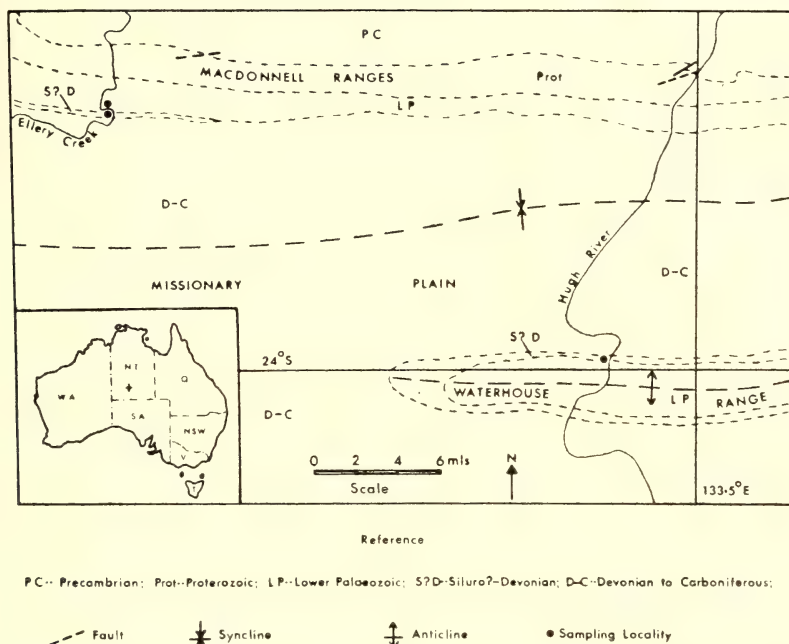 PC
MACDONNELL RANGES Prot
S?D
LP
Ellery Creek
D-C
Hugh River
D-C
MISSIONARY PLAIN
S?D
24°S
WATERHOUSE LP RANGE
D-C
NT
WA
Q
SA
NSW
V
T
0 2 4 6 mls
Scale
N
133·5°E
Reference
PC·· Precambrian; Prot··Proterozoic; LP··Lower Palaeozoic; S?D··Siluro?-Devonian; D-C··Devonian to Carboniferous;
Fault Syncline Anticline Sampling Locality